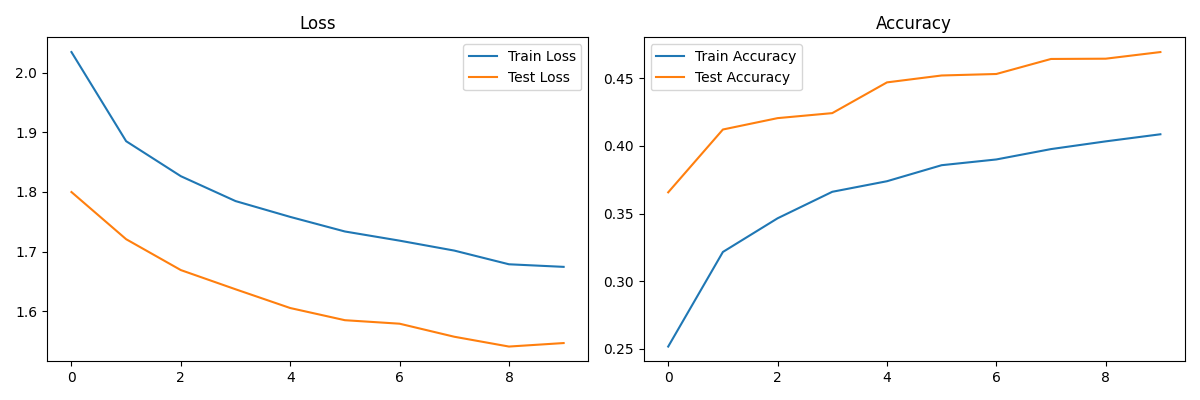 Loss
Train Loss
Test Loss
2.0
1.9
1.8
1.7
1.6
0 2 4 6 8
Accuracy
Train Accuracy
Test Accuracy
0.45
0.40
0.35
0.30
0.25
0 2 4 6 8